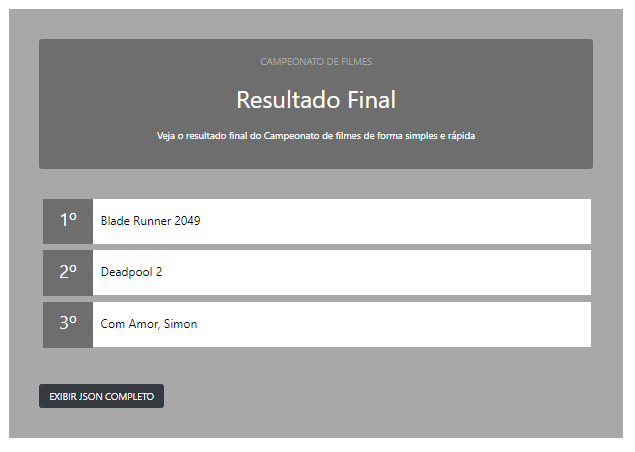 CAMPEONATO DE FILMES
Resultado Final
Veja o resultado final do Campeonato de filmes de forma simples e rápida
1º Blade Runner 2049
2º Deadpool 2
3º Com Amor, Simon
EXIBIR JSON COMPLETO